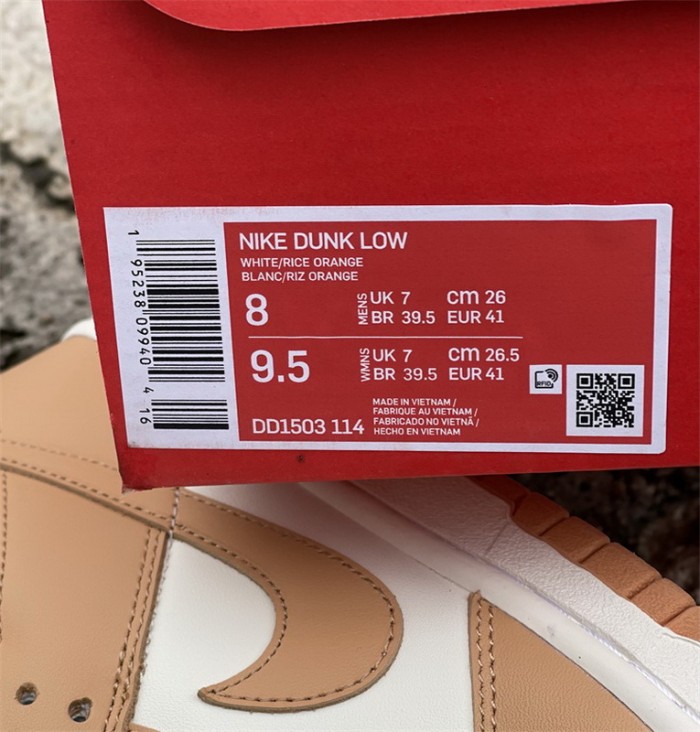 NIKE DUNK LOW
WHITE/RICE ORANGE
BLANC/RIZ ORANGE
8 MENS UK 7 cm 26
BR 39.5 EUR 41
9.5 WMNS UK 7 cm 26.5
BR 39.5 EUR 41
DD1503 114
MADE IN VIETNAM /
FABRIQUE AU VIETNAM /
FABRICADO NO VIETNÃ /
HECHO EN VIETNAM
RFID
1 95238 09940 4 16